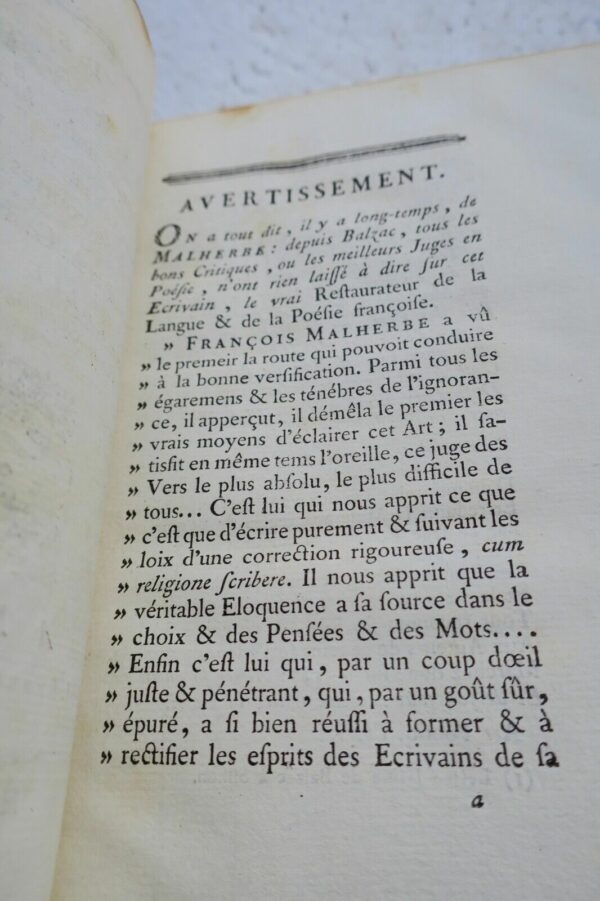 AVERTISSEMENT.
ON a tout dit, il y a long-temps, de
MALHERBE: depuis Balzac, tous les
bons Critiques, ou les meilleurs Juges en
Poéſie, n'ont rien laiſſé à dire ſur cet
Ecrivain, le vrai Reſtaurateur de la
Langue & de la Poéſie françoiſe.
» FRANÇOIS MALHERBE a vû
» le premeir la route qui pouvoit conduire
» à la bonne verſification. Parmi tous les
» égaremens & les ténébres de l'ignoran-
» ce, il apperçut, il démêla le premier les
» vrais moyens d'éclairer cet Art; il ſa-
» tisfit en même tems l'oreille, ce juge des
» Vers le plus abſolu, le plus difficile de
» tous... C'eſt lui qui nous apprit ce que
» c'eſt que d'écrire purement & ſuivant les
» loix d'une correction rigoureuſe, cum
» religione ſcribere. Il nous apprit que la
» véritable Eloquence a ſa ſource dans le
» choix & des Penſées & des Mots....
» Enfin c'eſt lui qui, par un coup dœil
» juſte & pénétrant, qui, par un goût ſûr,
» épuré, a ſi bien réuſſi à former & à
» rectifier les eſprits des Ecrivains de ſa
a